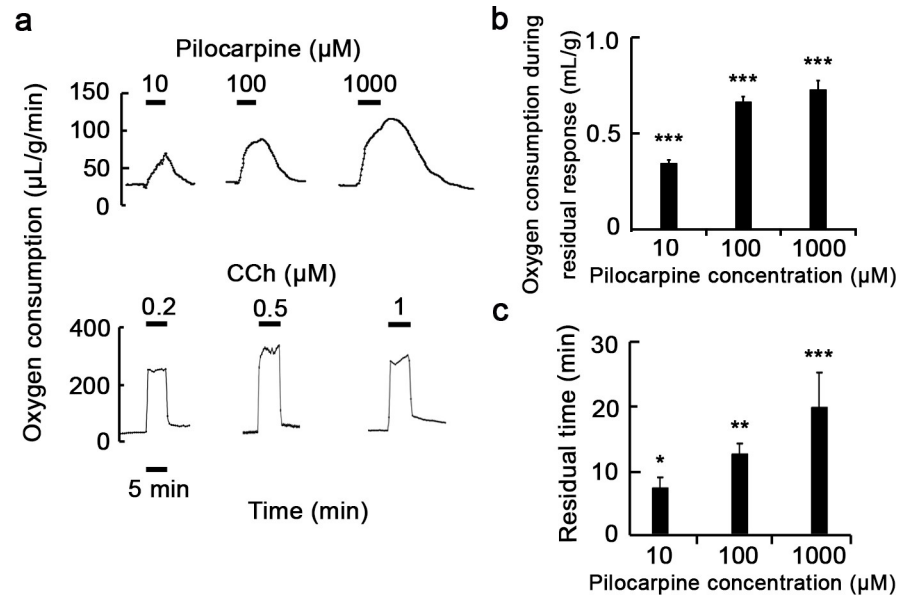 a
Pilocarpine (µM)
10 100 1000
Oxygen consumption (µL/g/min)
150
100
50
0
CCh (µM)
0.2 0.5 1
400
200
0
5 min
Time (min)
b
Oxygen consumption during
residual response (mL/g)
1.0
0.5
0
*** *** ***
10 100 1000
Pilocarpine concentration (µM)
c
Residual time (min)
30
20
10
0
* ** ***
10 100 1000
Pilocarpine concentration (µM)